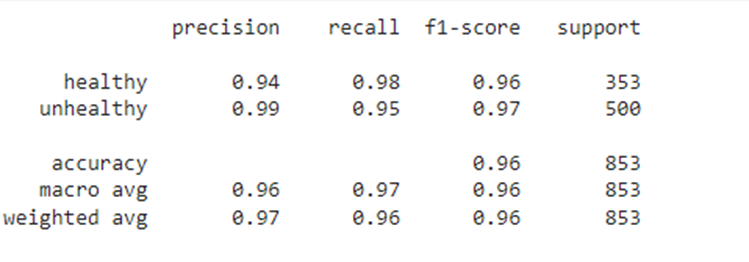 precision recall f1-score support
healthy 0.94 0.98 0.96 353
unhealthy 0.99 0.95 0.97 500
accuracy 0.96 853
macro avg 0.96 0.97 0.96 853
weighted avg 0.97 0.96 0.96 853